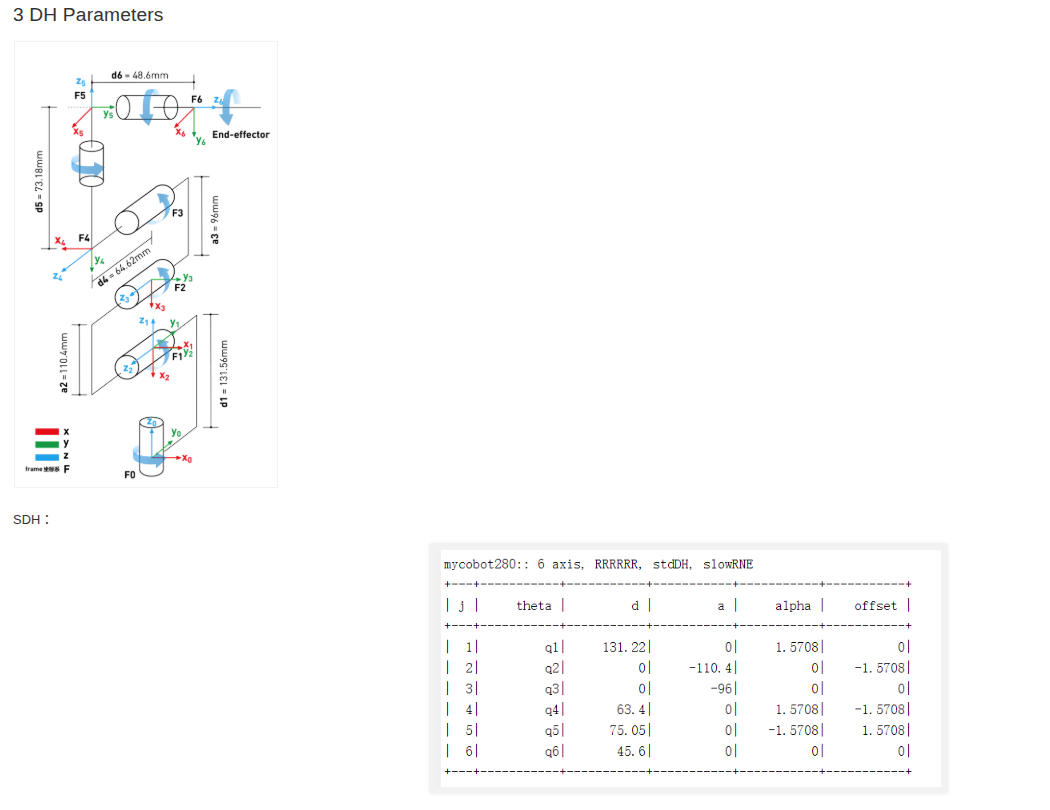 3 DH Parameters
d6 = 48.6mm
z5
F5
F6
z6
y5
x5
x6
y6
End-effector
d5 = 73.18mm
F3
a3 = 96mm
x4
F4
y4
z4
d4 = 64.62mm
y3
F2
z3
x3
z1
y1
x1
F1
y2
z2
x2
a2 =110.4mm
d1 = 131.56mm
z0
y0
x0
F0
x
y
z
frame 坐标系 F
SDH：
mycobot280:: 6 axis, RRRRRR, stdDH, slowRNE
+---+-----------+-----------+-----------+-----------+-----------+
| j | theta | d | a | alpha | offset |
+---+-----------+-----------+-----------+-----------+-----------+
| 1| q1| 131.22| 0| 1.5708| 0|
| 2| q2| 0| -110.4| 0| -1.5708|
| 3| q3| 0| -96| 0| 0|
| 4| q4| 63.4| 0| 1.5708| -1.5708|
| 5| q5| 75.05| 0| -1.5708| 1.5708|
| 6| q6| 45.6| 0| 0| 0|
+---+-----------+-----------+-----------+-----------+-----------+